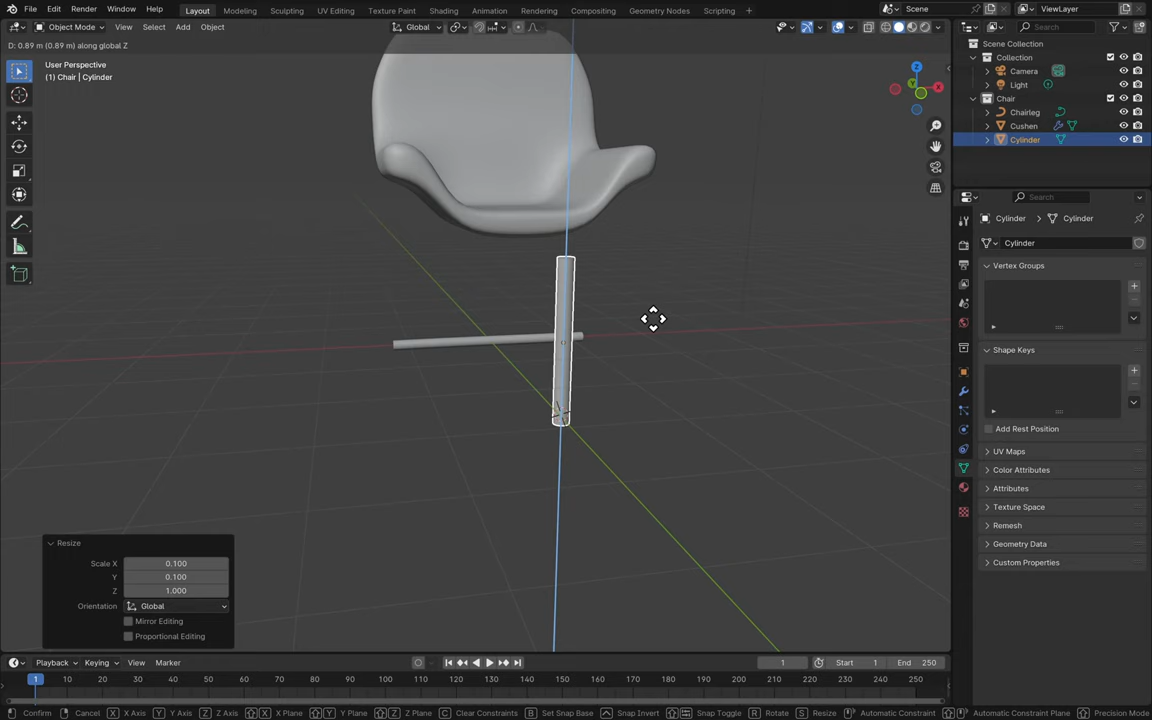 File Edit Render Window Help Layout Modeling Sculpting UV Editing Texture Paint Shading Animation Rendering Compositing Geometry Nodes Scripting Scene ViewLayer
Object Mode View Select Add Object Global Search
D: 0.89 m (0.89 m) along global Z
User Perspective
(1) Chair | Cylinder
Z
X
Y
Scene Collection
Collection
Camera
Light
Chair
Chairleg
Cushen
Cylinder
Search
Cylinder > Cylinder
Cylinder
Vertex Groups
Shape Keys
Add Rest Position
UV Maps
Color Attributes
Attributes
Texture Space
Remesh
Geometry Data
Custom Properties
Resize
Scale X 0.100
Y 0.100
Z 1.000
Orientation Global
Mirror Editing
Proportional Editing
Playback Keying View Marker 1 Start 1 End 250
1 10 20 30 40 50 60 70 80 90 100 110 120 130 140 150 160 170 180 190 200 210 220 230 240 250
Confirm Cancel X X Axis Y Y Axis Z Z Axis X X Plane Y Y Plane Z Z Plane C Clear Constraints B Set Snap Base Snap Invert Snap Toggle R Rotate S Resize Automatic Constraint Automatic Constraint Plane Precision Mode